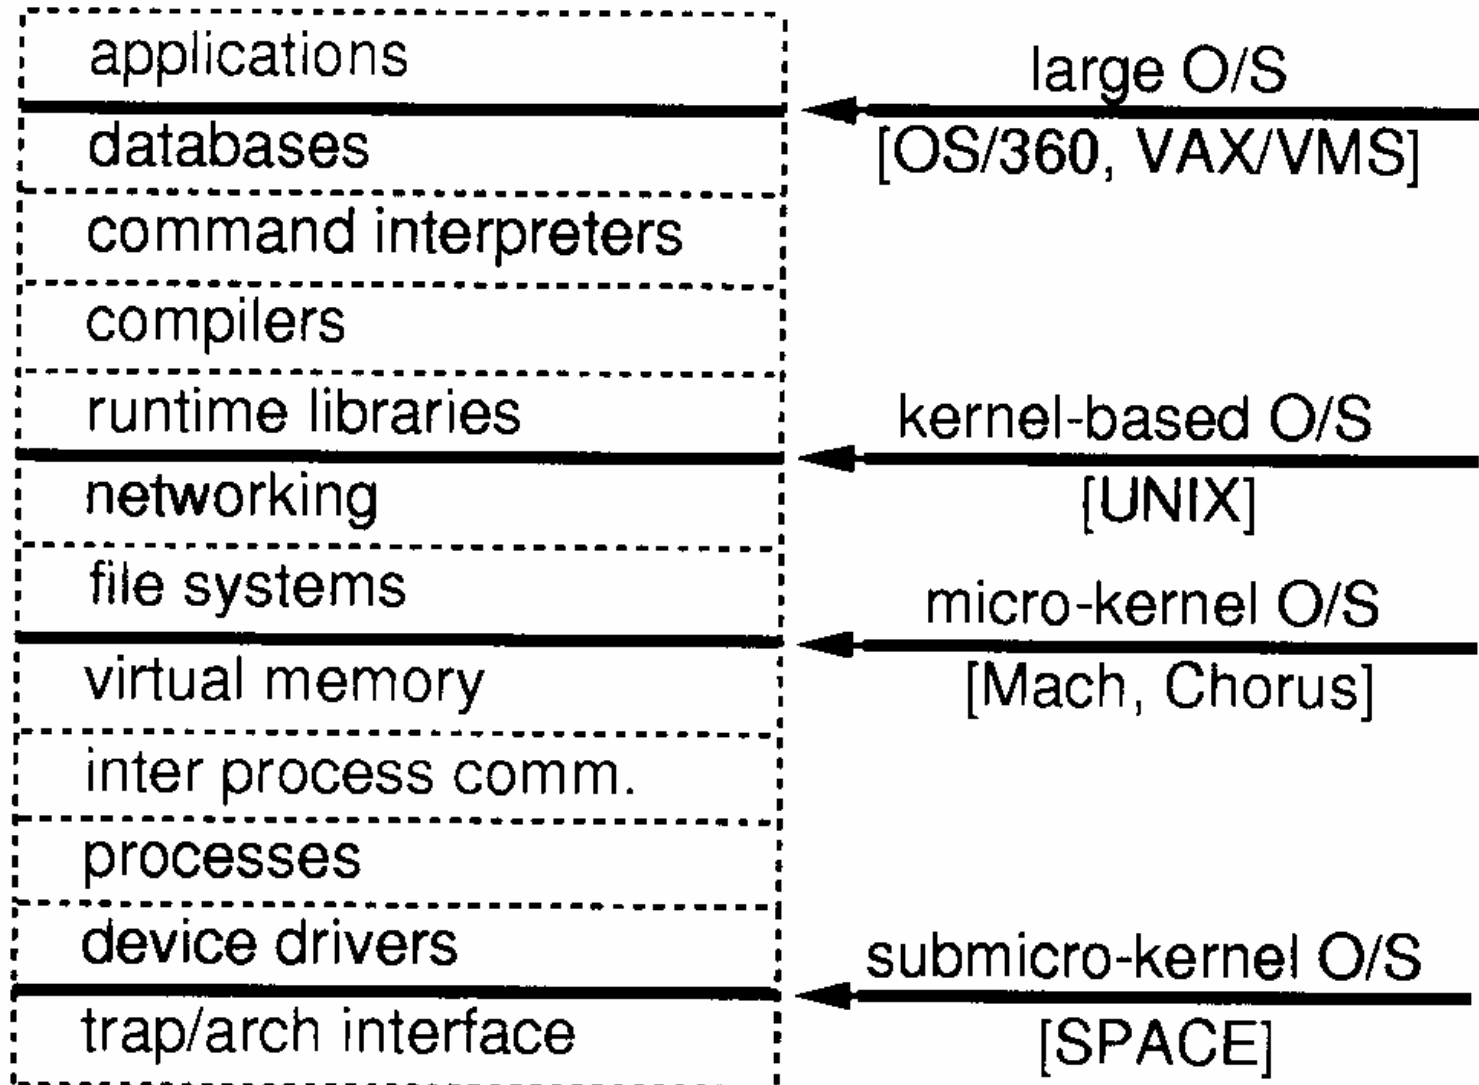 applications
large O/S
databases
[OS/360, VAX/VMS]
command interpreters
compilers
runtime libraries
kernel-based O/S
networking
[UNIX]
file systems
micro-kernel O/S
virtual memory
[Mach, Chorus]
inter process comm.
processes
device drivers
submicro-kernel O/S
trap/arch interface
[SPACE]